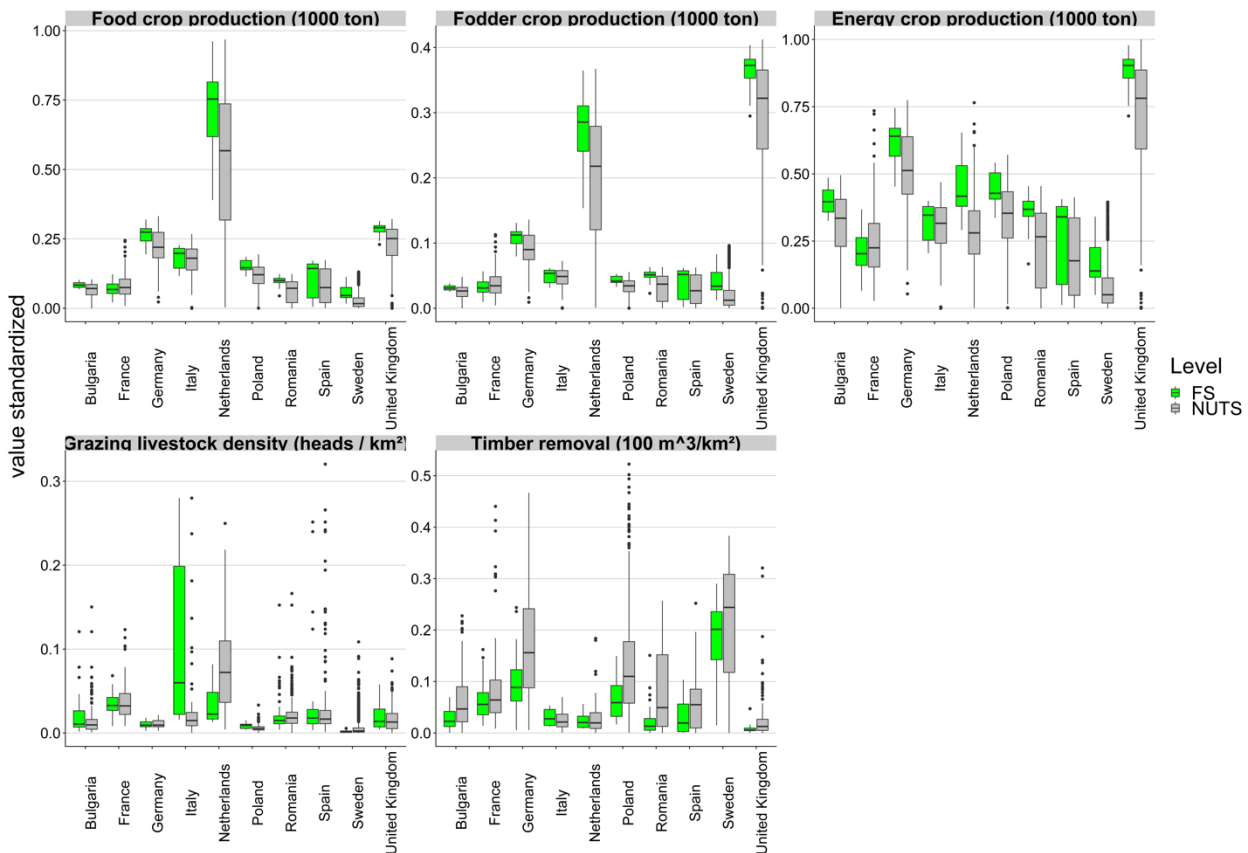 Food crop production (1000 ton)
Fodder crop production (1000 ton)
Energy crop production (1000 ton)
1.00
0.75
0.50
0.25
0.00
0.4
0.3
0.2
0.1
0.0
1.00
0.75
0.50
0.25
0.00
Bulgaria
France
Germany
Italy
Netherlands
Poland
Romania
Spain
Sweden
United Kingdom
Bulgaria
France
Germany
Italy
Netherlands
Poland
Romania
Spain
Sweden
United Kingdom
Bulgaria
France
Germany
Italy
Netherlands
Poland
Romania
Spain
Sweden
United Kingdom
value standardized
Level
FS
NUTS
Grazing livestock density (heads / km²)
Timber removal (100 m^3/km²)
0.3
0.2
0.1
0.0
0.5
0.4
0.3
0.2
0.1
0.0
Bulgaria
France
Germany
Italy
Netherlands
Poland
Romania
Spain
Sweden
United Kingdom
Bulgaria
France
Germany
Italy
Netherlands
Poland
Romania
Spain
Sweden
United Kingdom